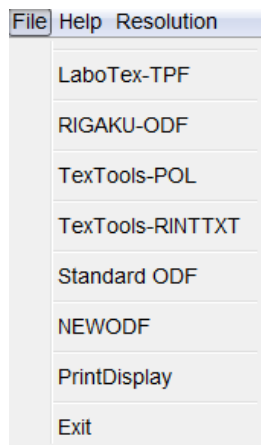 File Help Resolution
LaboTex-TPF
RIGAKU-ODF
TexTools-POL
TexTools-RINTTXT
Standard ODF
NEWODF
PrintDisplay
Exit